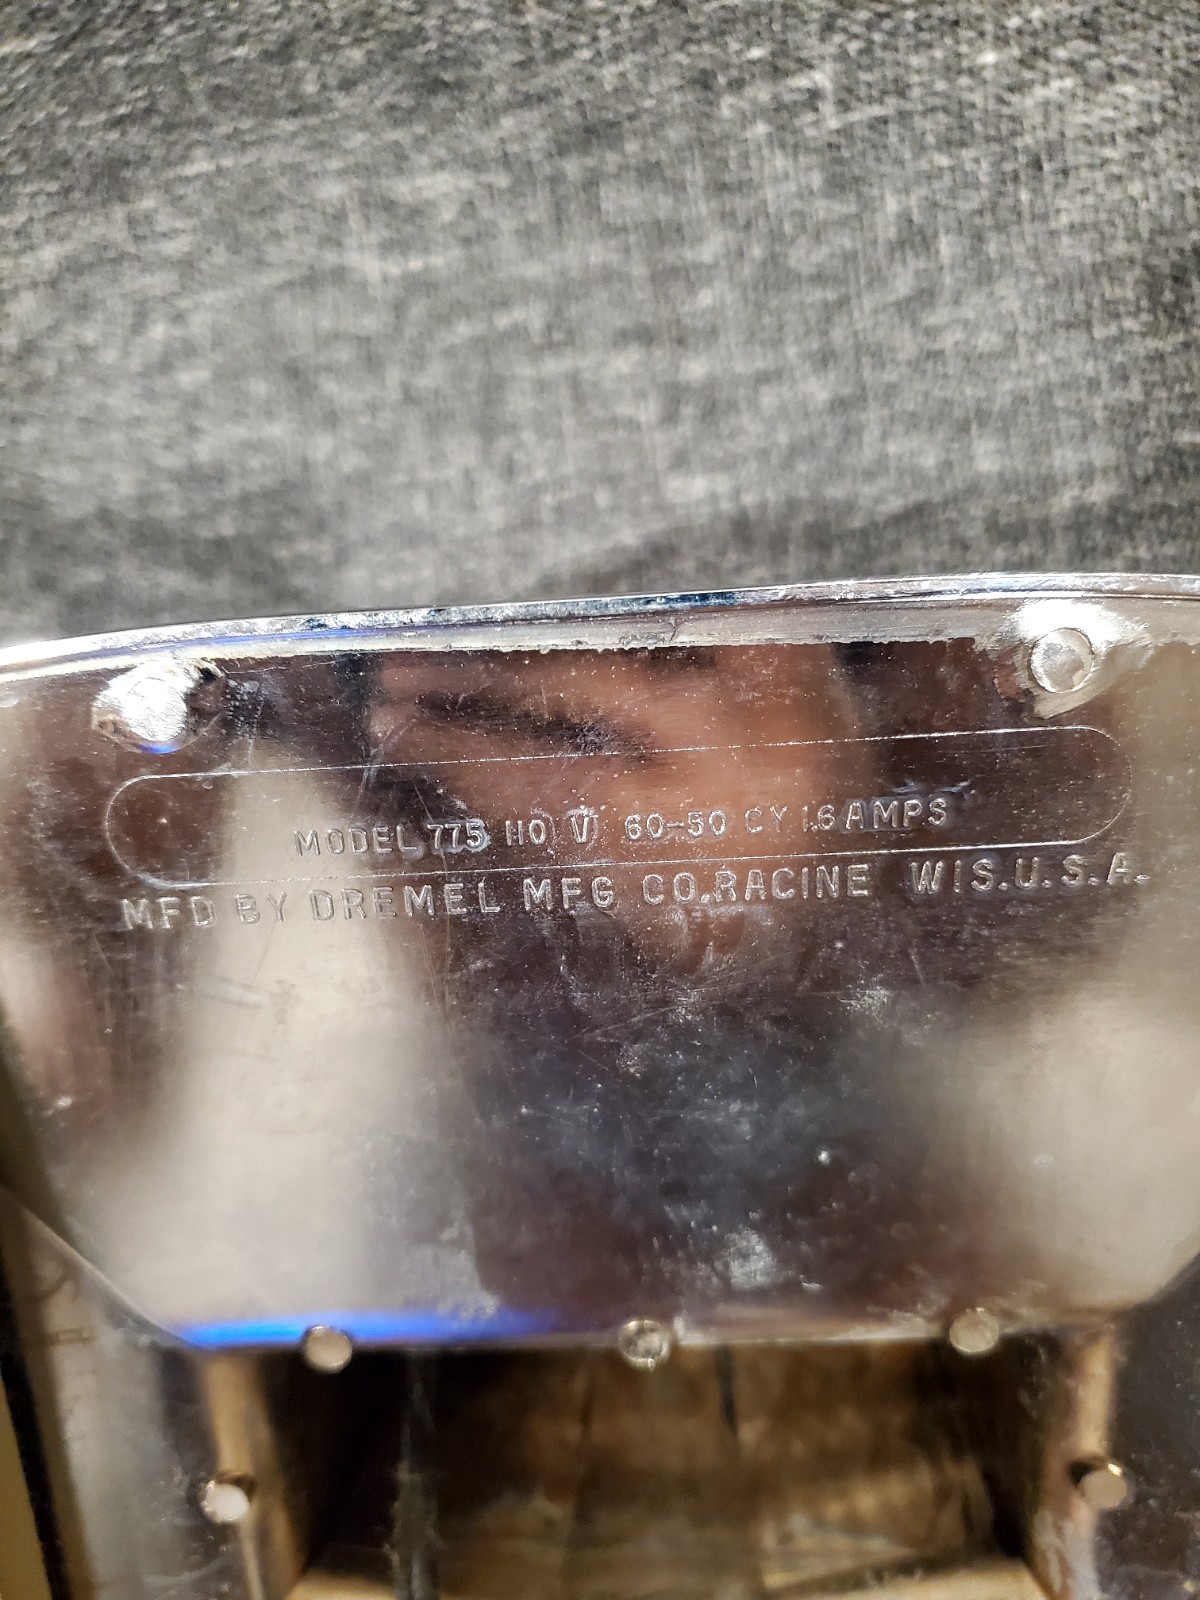 MODEL 775 110 V 60-50 CY 1.6 AMPS
MFD BY DREMEL MFG CO. RACINE WIS. U.S.A.